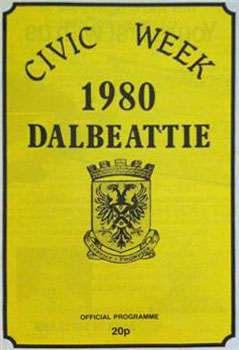 CIVIC WEEK
1980
DALBEATTIE
OFFICIAL PROGRAMME
20p